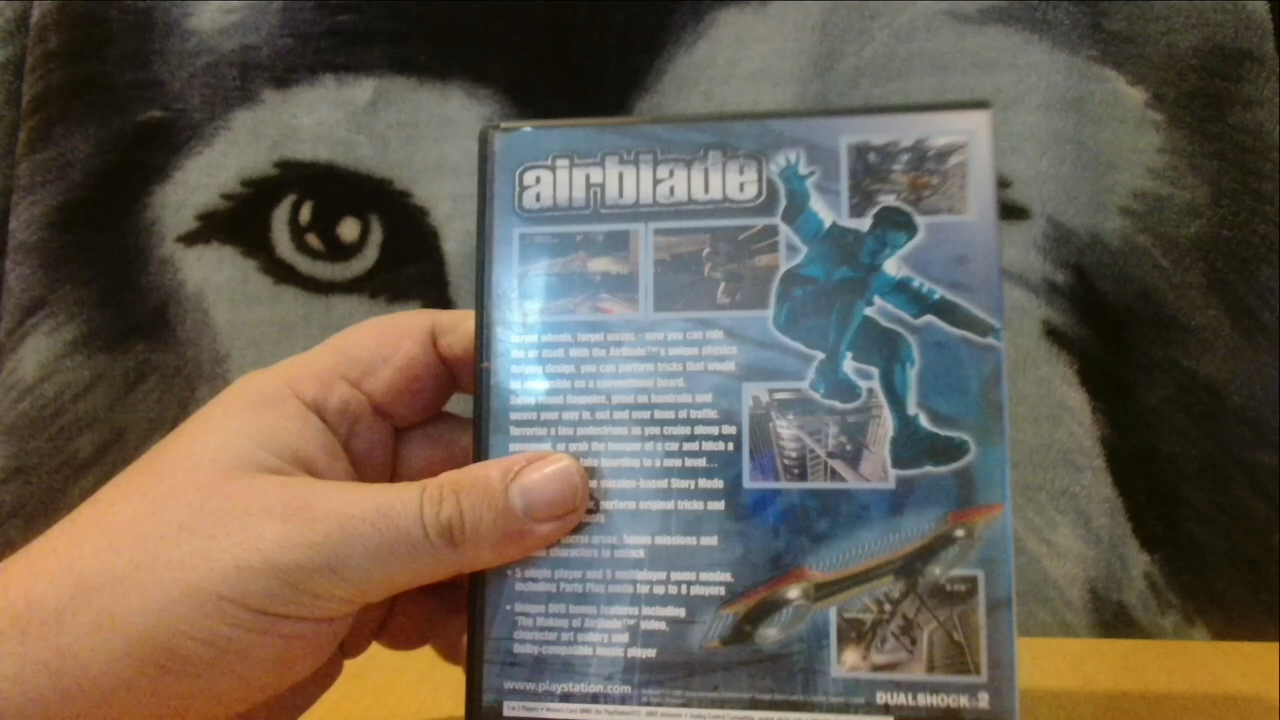 airblade
Forget wheels, forget waves - now you can ride
the air itself. With the AirBlade™'s unique physics
defying design, you can perform tricks that would
be impossible on a conventional board.
Swing round flagpoles, grind on handrails and
weave your way in, out and over lines of traffic.
Terrorise a few pedestrians as you cruise along the
pavement, or grab the bumper of a car and hitch a
take boarding to a new level...
mission-based Story Mode
perform original tricks and
secret areas, bonus missions and
characters to unlock
• 5 single player and 5 multiplayer game modes,
including Party Play mode for up to 8 players
• Unique DVD bonus features including
'The Making of AirBlade™' video,
character art gallery and
Dolby-compatible music player
www.playstation.com
DUALSHOCK 2